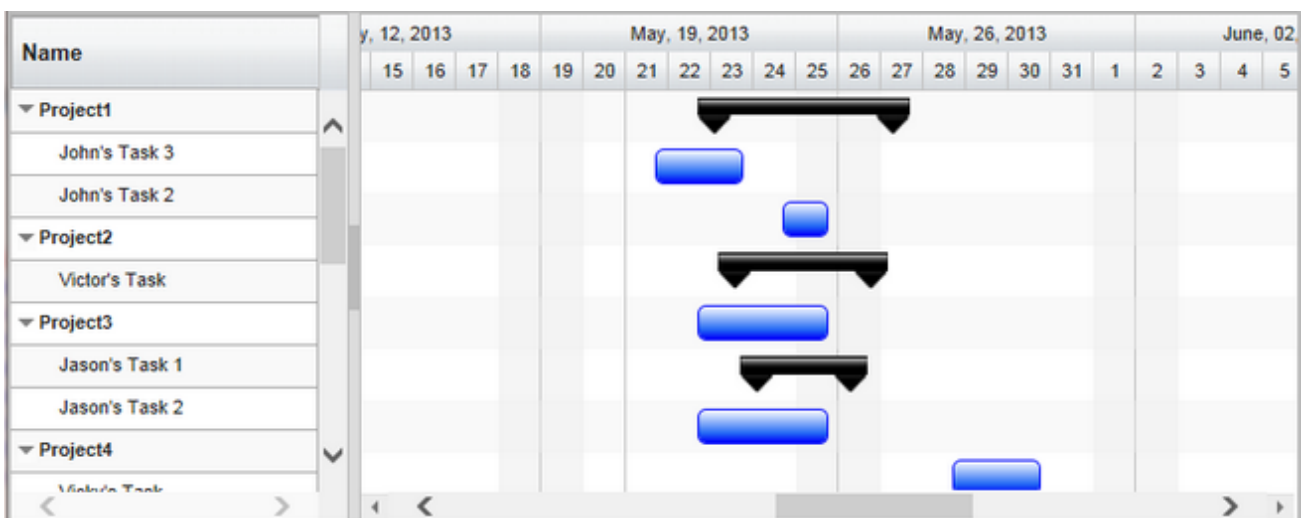 Name
y, 12, 2013 May, 19, 2013 May, 26, 2013 June, 02,
15 16 17 18 19 20 21 22 23 24 25 26 27 28 29 30 31 1 2 3 4 5
Project1
John's Task 3
John's Task 2
Project2
Victor's Task
Project3
Jason's Task 1
Jason's Task 2
Project4
Vicky's Task